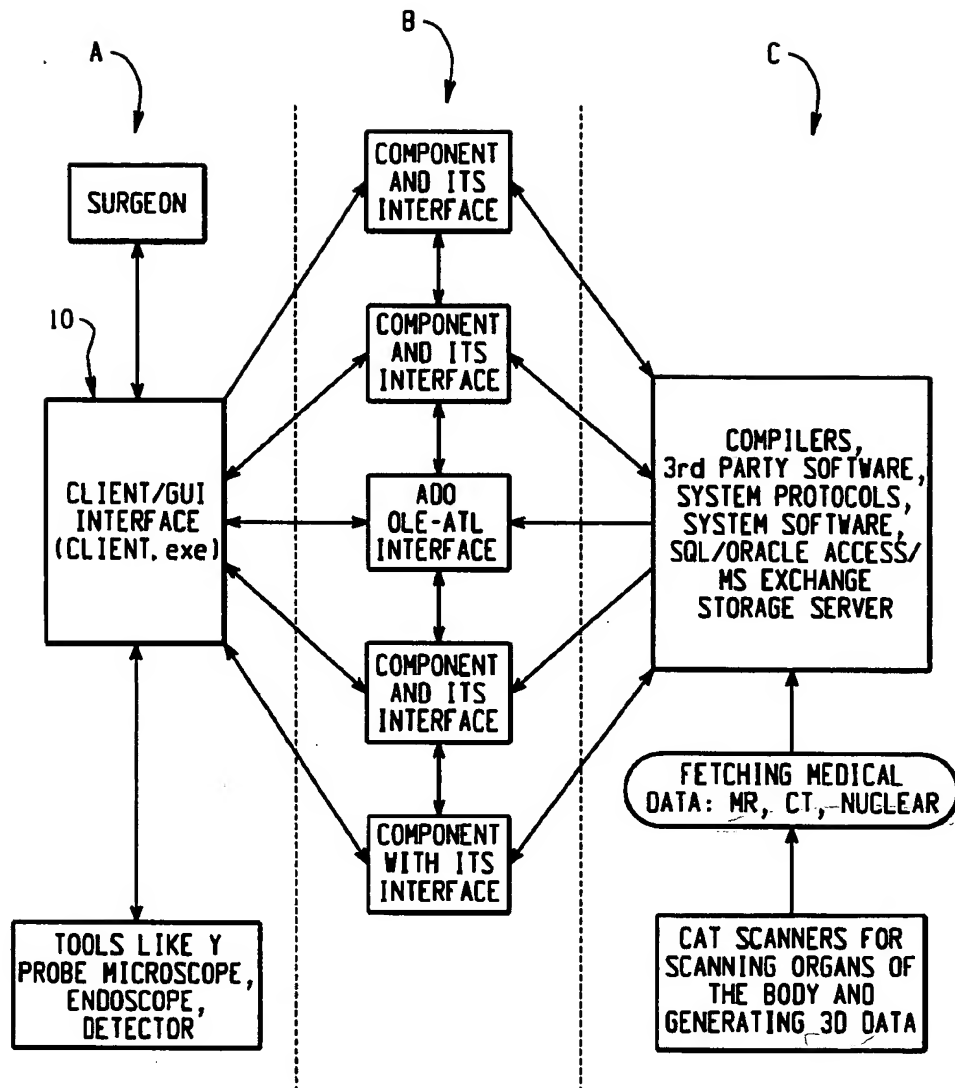 A
B
C
SURGEON
10
CLIENT/GUI
INTERFACE
(CLIENT.exe)
TOOLS LIKE Y
PROBE MICROSCOPE,
ENDOSCOPE,
DETECTOR
COMPONENT
AND ITS
INTERFACE
COMPONENT
AND ITS
INTERFACE
ADO
OLE-ATL
INTERFACE
COMPONENT
AND ITS
INTERFACE
COMPONENT
WITH ITS
INTERFACE
COMPILERS,
3rd PARTY SOFTWARE,
SYSTEM PROTOCOLS,
SYSTEM SOFTWARE,
SQL/ORACLE ACCESS/
MS EXCHANGE
STORAGE SERVER
FETCHING MEDICAL
DATA: MR, CT, NUCLEAR
CAT SCANNERS FOR
SCANNING ORGANS OF
THE BODY AND
GENERATING 3D DATA